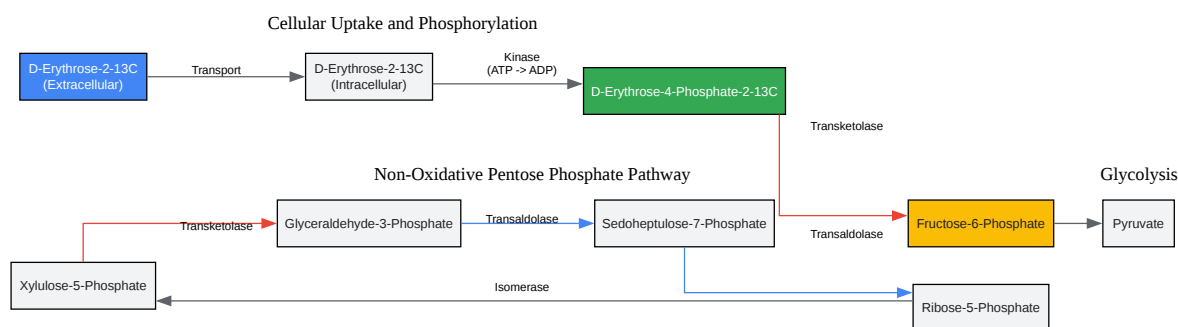 Cellular Uptake and Phosphorylation
D-Erythrose-2-13C
(Extracellular)
Transport
D-Erythrose-2-13C
(Intracellular)
Kinase
(ATP -> ADP)
D-Erythrose-4-Phosphate-2-13C
Transketolase
Non-Oxidative Pentose Phosphate Pathway
Glycolysis
Transketolase
Glyceraldehyde-3-Phosphate
Transaldolase
Sedoheptulose-7-Phosphate
Transaldolase
Fructose-6-Phosphate
Pyruvate
Xylulose-5-Phosphate
Isomerase
Ribose-5-Phosphate